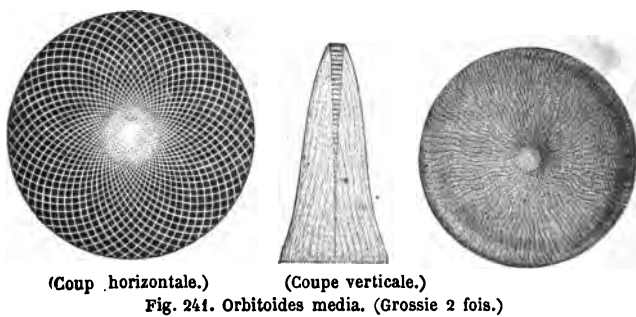 (Coup horizontale.) (Coupe verticale.)
Fig. 241. Orbitoides media. (Grossie 2 fois.)